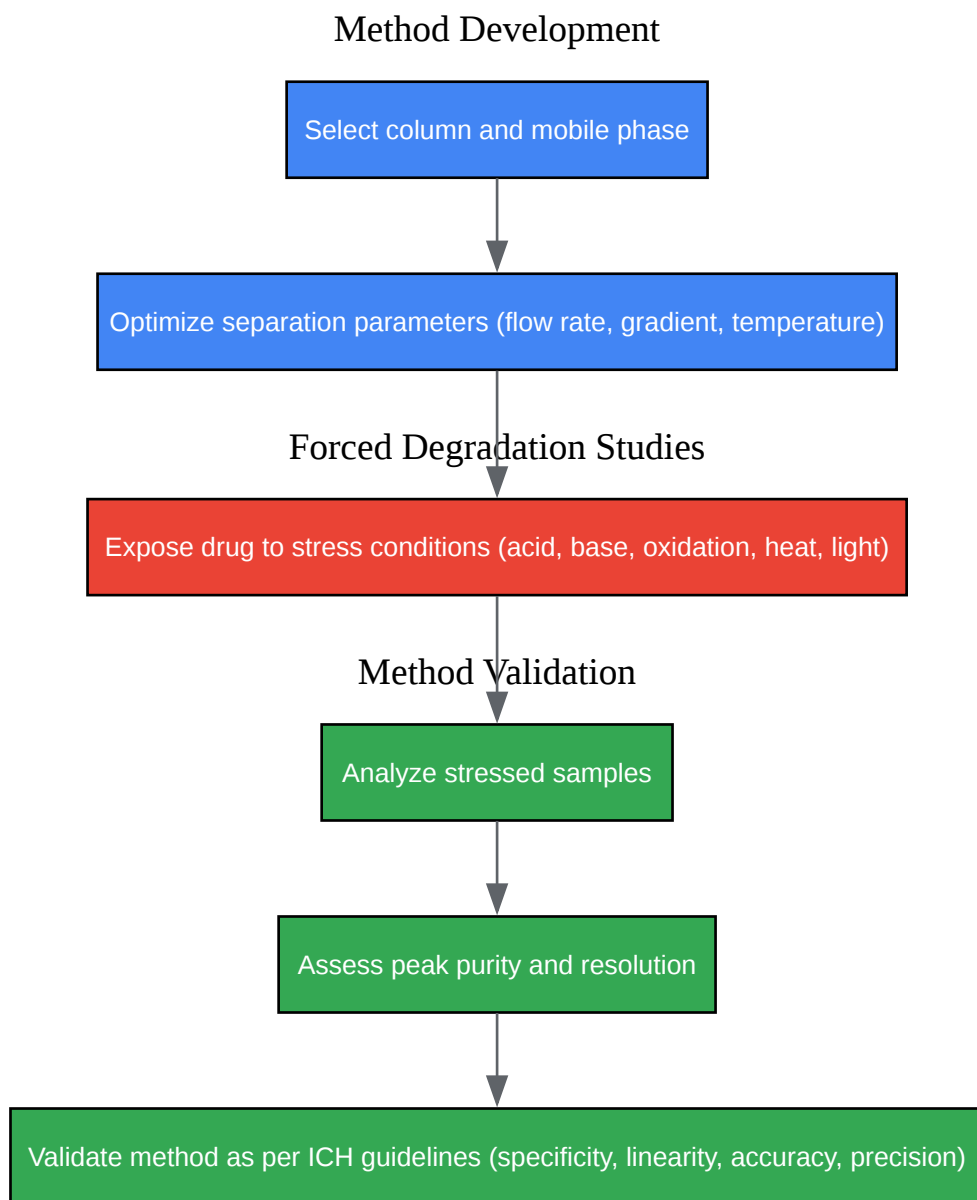 Method Development
Select column and mobile phase
Optimize separation parameters (flow rate, gradient, temperature)
Forced Degradation Studies
Expose drug to stress conditions (acid, base, oxidation, heat, light)
Method Validation
Analyze stressed samples
Assess peak purity and resolution
Validate method as per ICH guidelines (specificity, linearity, accuracy, precision)